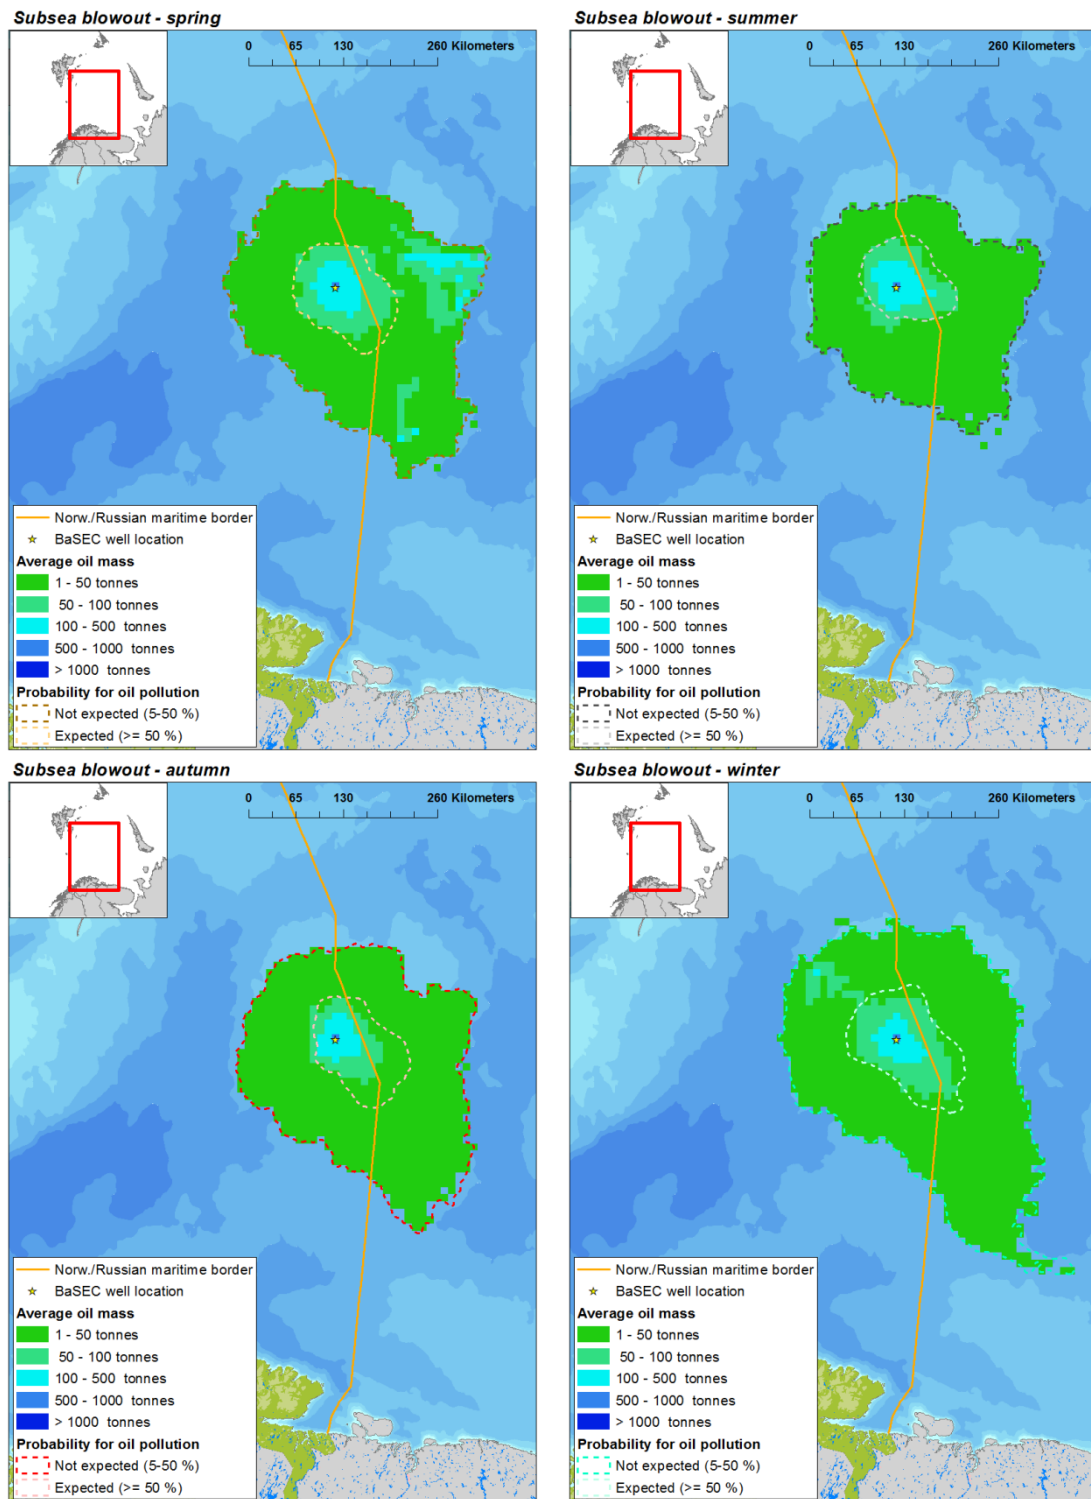 Subsea blowout - spring
0 65 130 260 Kilometers
Norw./Russian maritime border
BaSEC well location
Average oil mass
1 - 50 tonnes
50 - 100 tonnes
100 - 500 tonnes
500 - 1000 tonnes
> 1000 tonnes
Probability for oil pollution
Not expected (5-50 %)
Expected (>= 50 %)
Subsea blowout - summer
0 65 130 260 Kilometers
Norw./Russian maritime border
BaSEC well location
Average oil mass
1 - 50 tonnes
50 - 100 tonnes
100 - 500 tonnes
500 - 1000 tonnes
> 1000 tonnes
Probability for oil pollution
Not expected (5-50 %)
Expected (>= 50 %)
Subsea blowout - autumn
0 65 130 260 Kilometers
Norw./Russian maritime border
BaSEC well location
Average oil mass
1 - 50 tonnes
50 - 100 tonnes
100 - 500 tonnes
500 - 1000 tonnes
> 1000 tonnes
Probability for oil pollution
Not expected (5-50 %)
Expected (>= 50 %)
Subsea blowout - winter
0 65 130 260 Kilometers
Norw./Russian maritime border
BaSEC well location
Average oil mass
1 - 50 tonnes
50 - 100 tonnes
100 - 500 tonnes
500 - 1000 tonnes
> 1000 tonnes
Probability for oil pollution
Not expected (5-50 %)
Expected (>= 50 %)